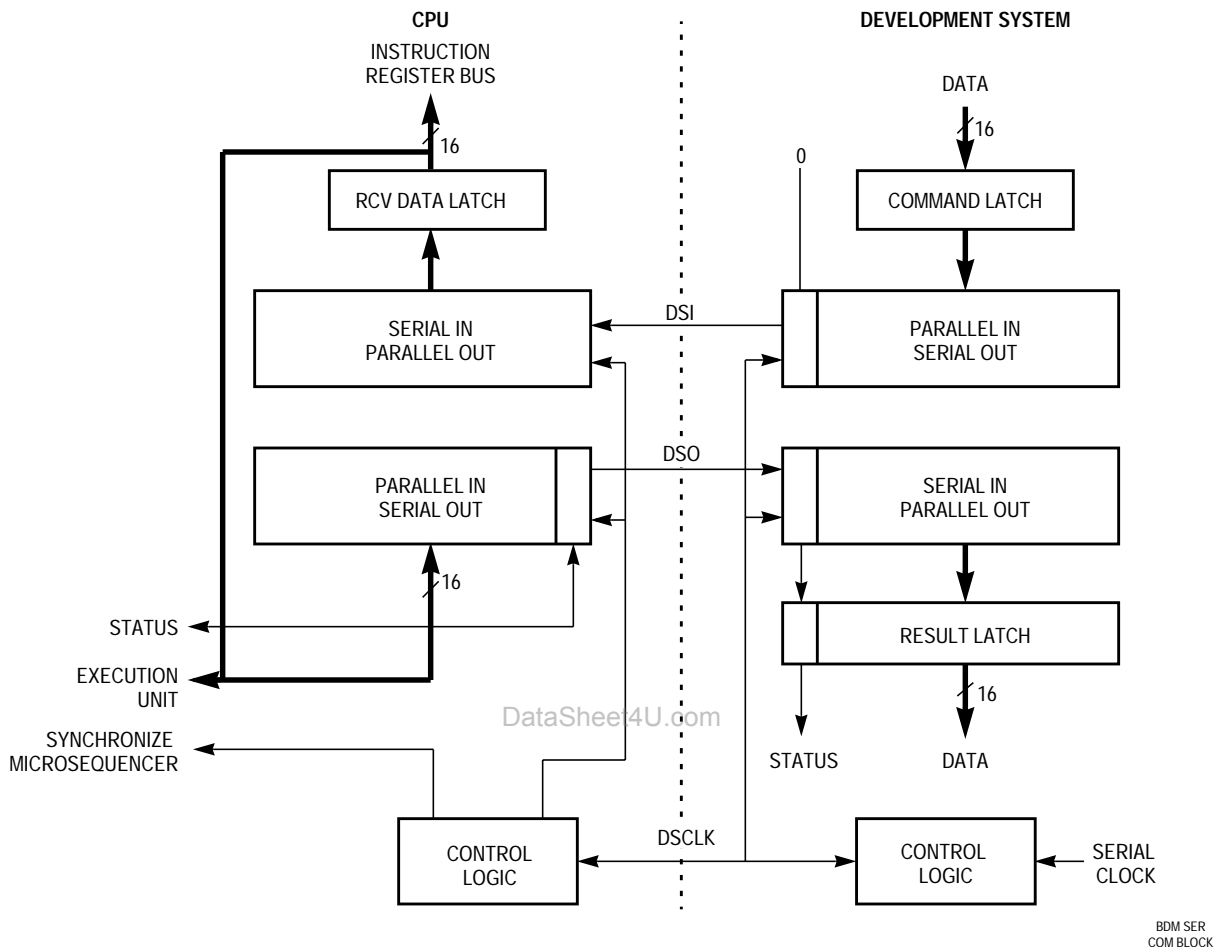 CPU
DEVELOPMENT SYSTEM
INSTRUCTION
REGISTER BUS
DATA
16
16
0
RCV DATA LATCH
COMMAND LATCH
DSI
SERIAL IN
PARALLEL OUT
PARALLEL IN
SERIAL OUT
DSO
PARALLEL IN
SERIAL OUT
SERIAL IN
PARALLEL OUT
16
STATUS
RESULT LATCH
EXECUTION
UNIT
16
DataSheet4U.com
SYNCHRONIZE
MICROSEQUENCER
STATUS
DATA
DSCLK
CONTROL
LOGIC
CONTROL
LOGIC
SERIAL
CLOCK
BDM SER
COM BLOCK